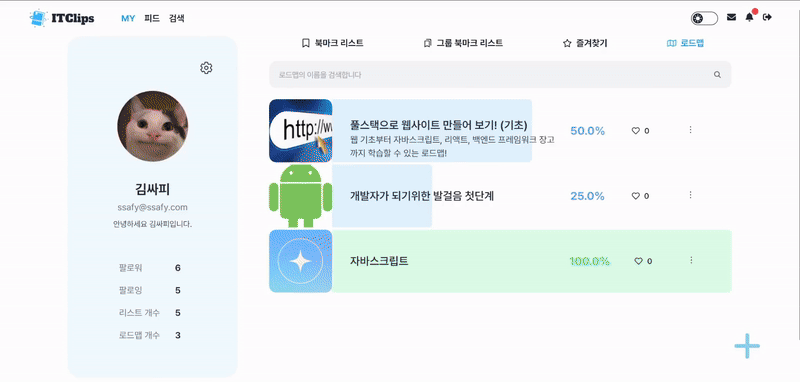 ITClips
MY 피드 검색
북마크 리스트 그룹 북마크 리스트 즐겨찾기 로드맵
로드맵의 이름을 검색합니다
김싸피
ssafy@ssafy.com
안녕하세요 김싸피입니다.
팔로워 6
팔로잉 5
리스트 개수 5
로드맵 개수 3
http://ww
풀스택으로 웹사이트 만들어 보기! (기초)
웹 기초부터 자바스크립트, 리액트, 백엔드 프레임워크 장고
까지 학습할 수 있는 로드맵!
50.0% 0
개발자가 되기위한 발걸음 첫단계 25.0% 0
자바스크립트 100.0% 0